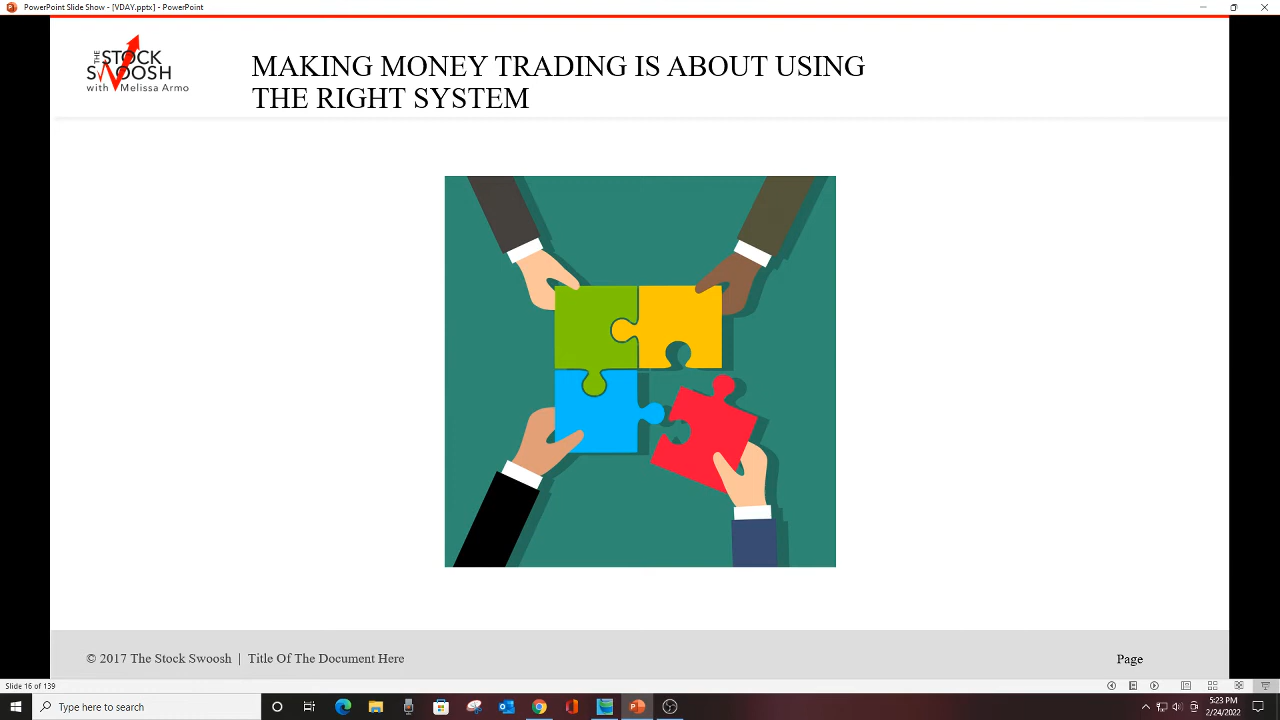 PowerPoint Slide Show - [VDAY.pptx] - PowerPoint
THE STOCK
SWOOSH
with Melissa Armo
MAKING MONEY TRADING IS ABOUT USING
THE RIGHT SYSTEM
© 2017 The Stock Swoosh | Title Of The Document Here
Page
Slide 16 of 139
Type here to search
5:23 PM
2/24/2022